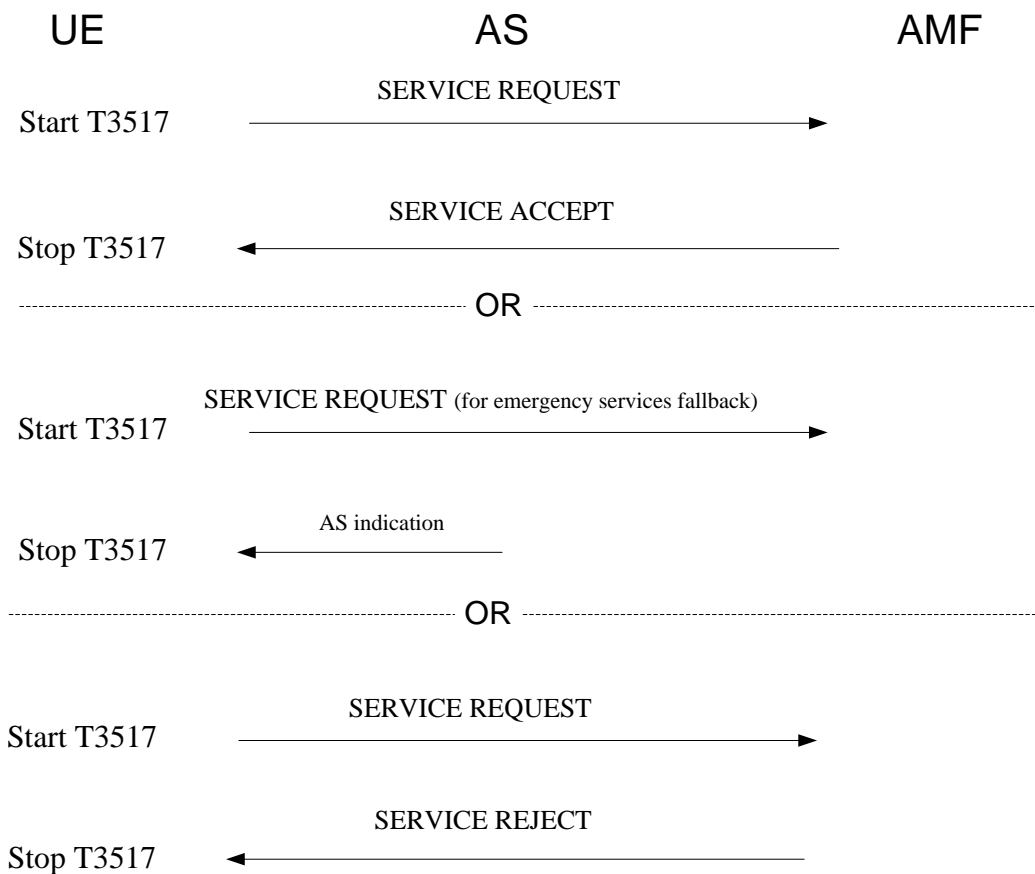 UE AS AMF
SERVICE REQUEST
Start T3517
SERVICE ACCEPT
Stop T3517
OR
SERVICE REQUEST (for emergency services fallback)
Start T3517
AS indication
Stop T3517
OR
SERVICE REQUEST
Start T3517
SERVICE REJECT
Stop T3517